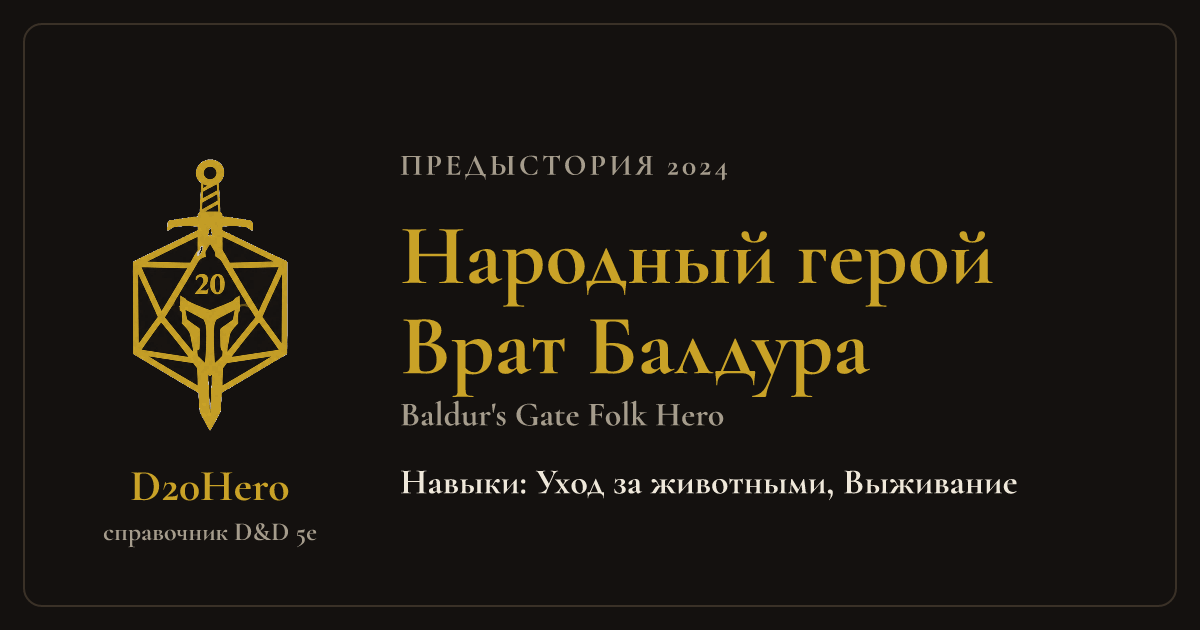 ПРЕДЫСТОРИЯ 2024
Народный герой
Врат Балдура
Baldur's Gate Folk Hero
Навыки: Уход за животными, Выживание
20
D20Hero
справочник D&D 5e